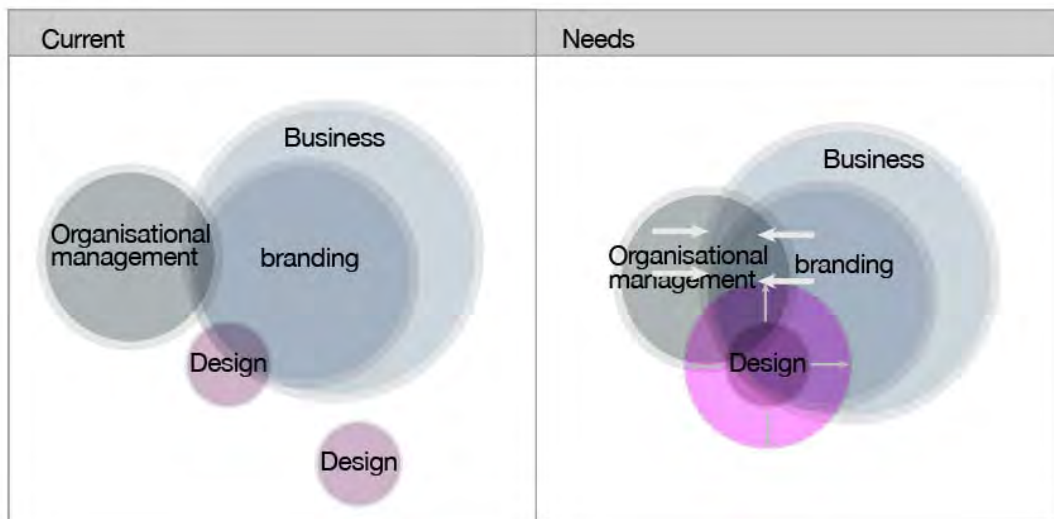 Current
Business
Organisational
management
branding
Design
Design
Needs
Business
Organisational
management
branding
Design